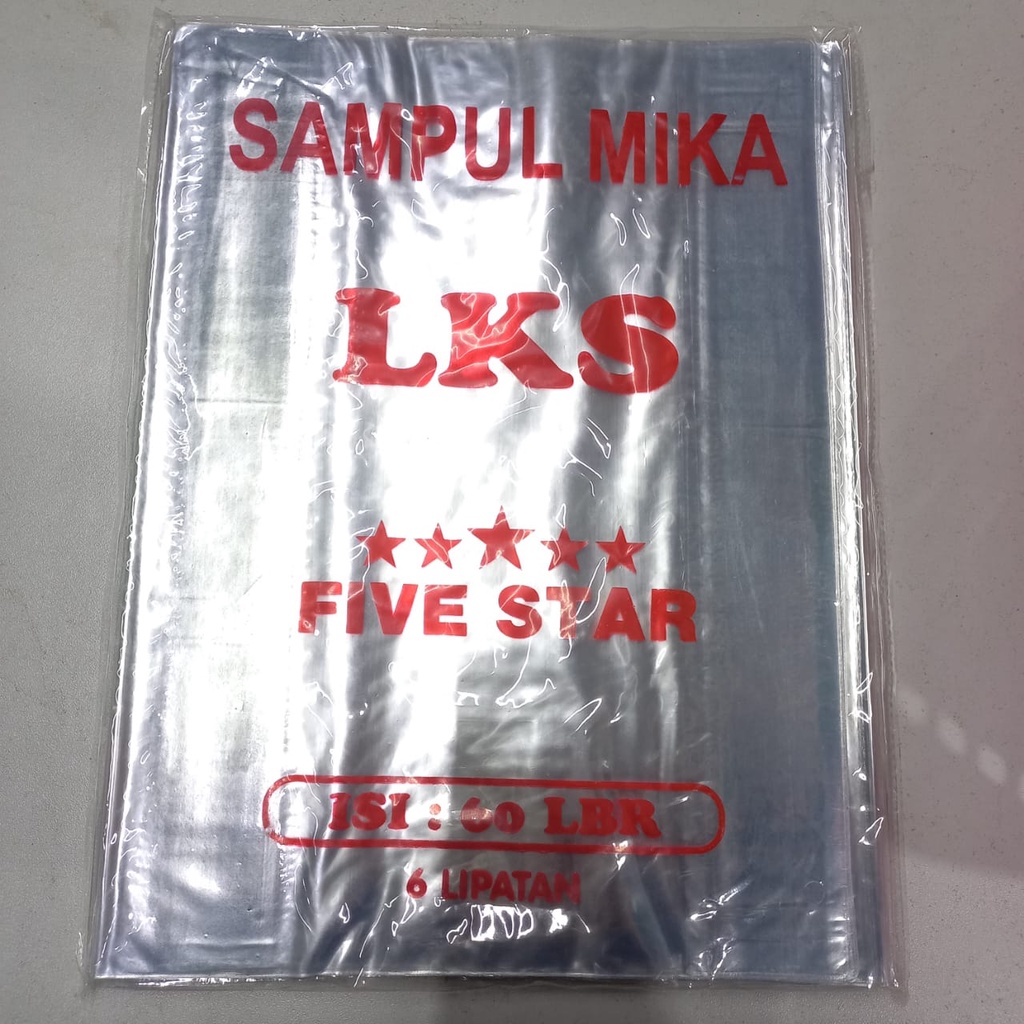 SAMPUL MIKA
LKS
FIVE STAR
ISI : 60 LBR
6 LIPATAN